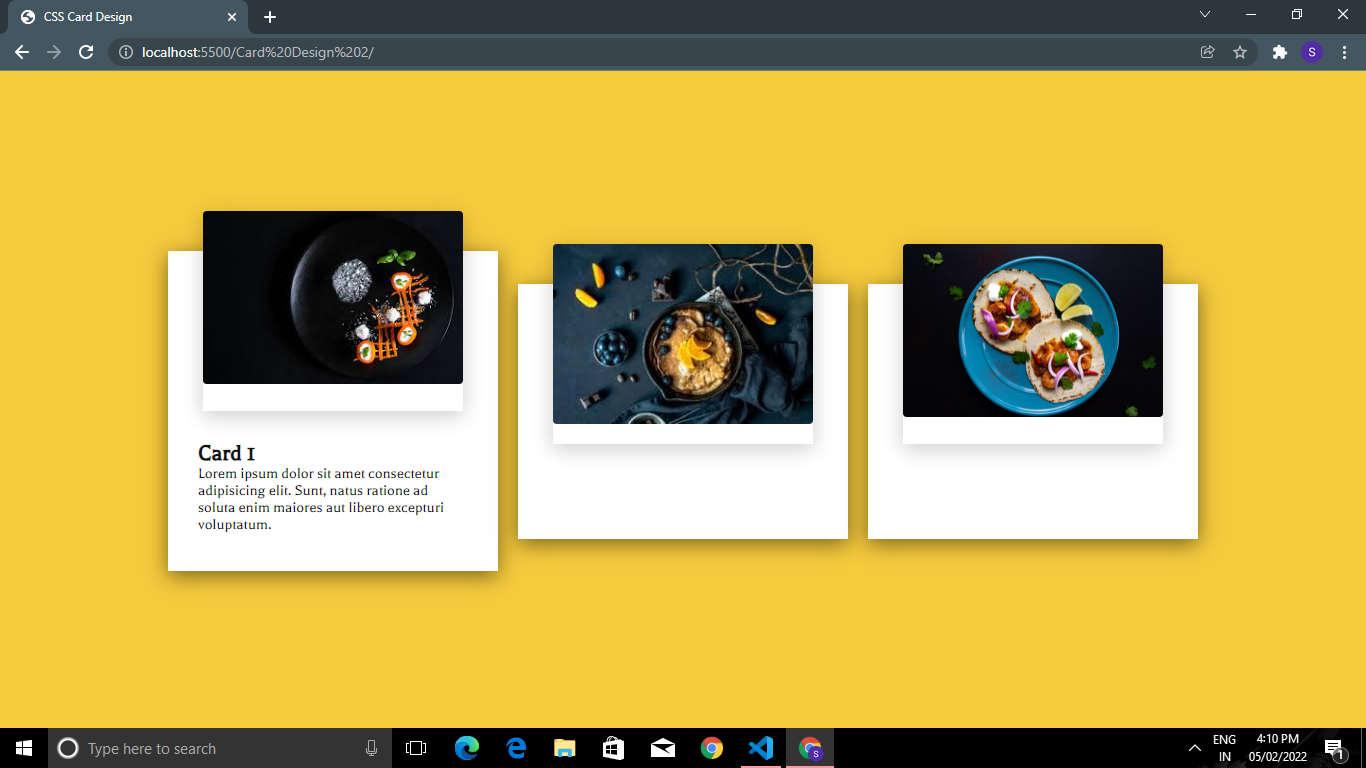 CSS Card Design
localhost:5500/Card%20Design%202/
S
Card 1
Lorem ipsum dolor sit amet consectetur
adipisicing elit. Sunt, natus ratione ad
soluta enim maiores aut libero excepturi
voluptatum.
Type here to search
S
ENG
IN
4:10 PM
05/02/2022
1